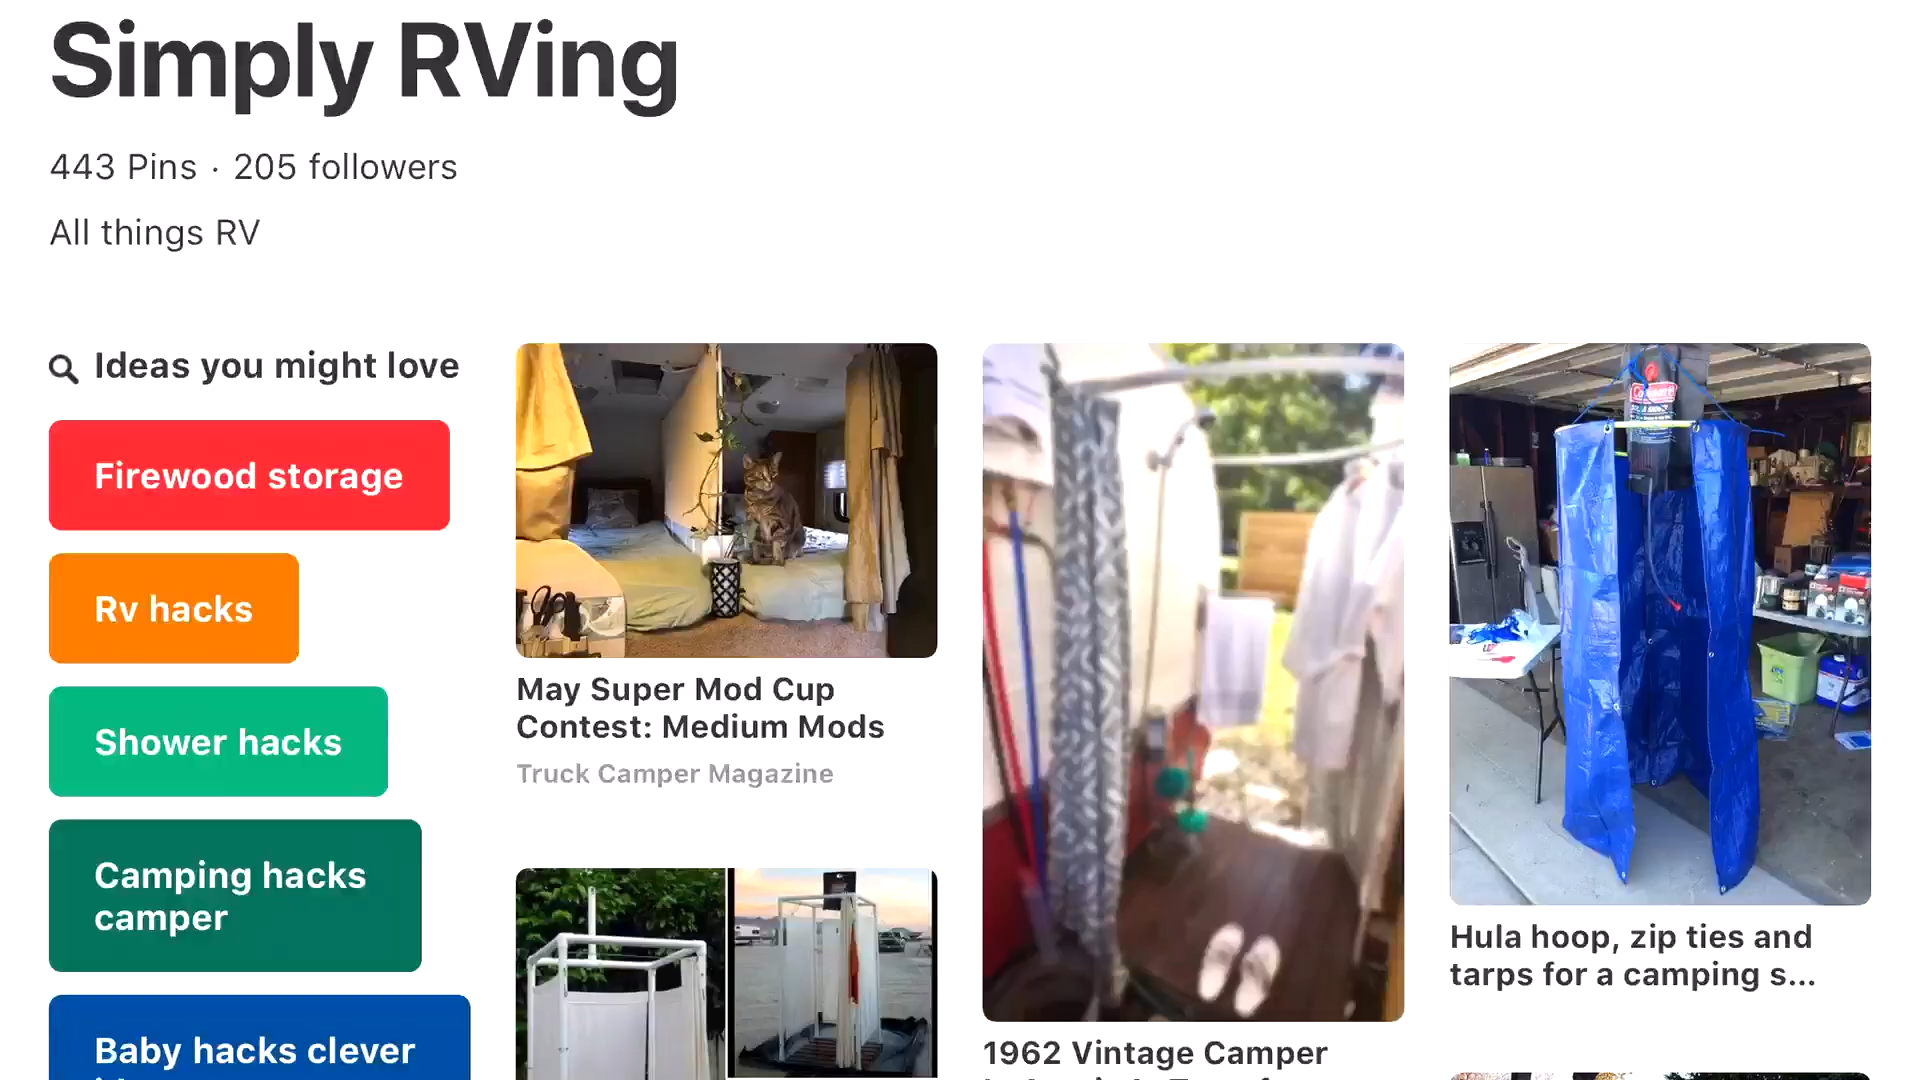 Simply RVing
443 Pins · 205 followers
All things RV
Ideas you might love
Firewood storage
Rv hacks
Shower hacks
Camping hacks
camper
Baby hacks clever
May Super Mod Cup
Contest: Medium Mods
Truck Camper Magazine
1962 Vintage Camper
Coleman
Hula hoop, zip ties and
tarps for a camping s...